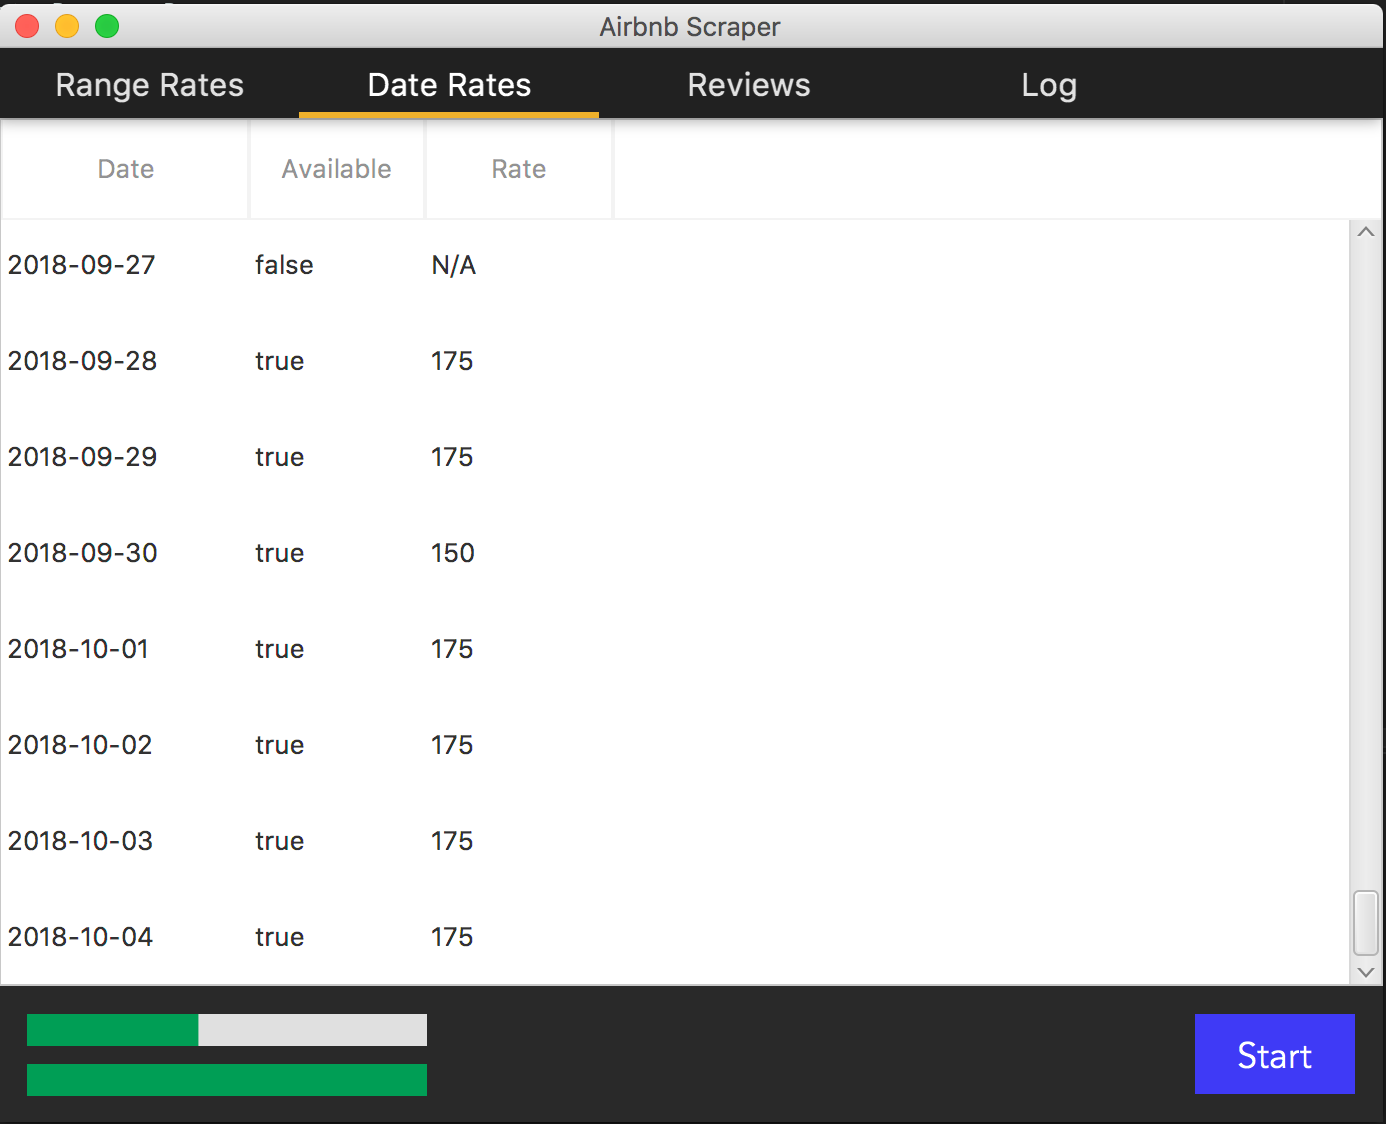 Airbnb Scraper
Range Rates Date Rates Reviews Log
Date Available Rate
2018-09-27 false N/A
2018-09-28 true 175
2018-09-29 true 175
2018-09-30 true 150
2018-10-01 true 175
2018-10-02 true 175
2018-10-03 true 175
2018-10-04 true 175
Start